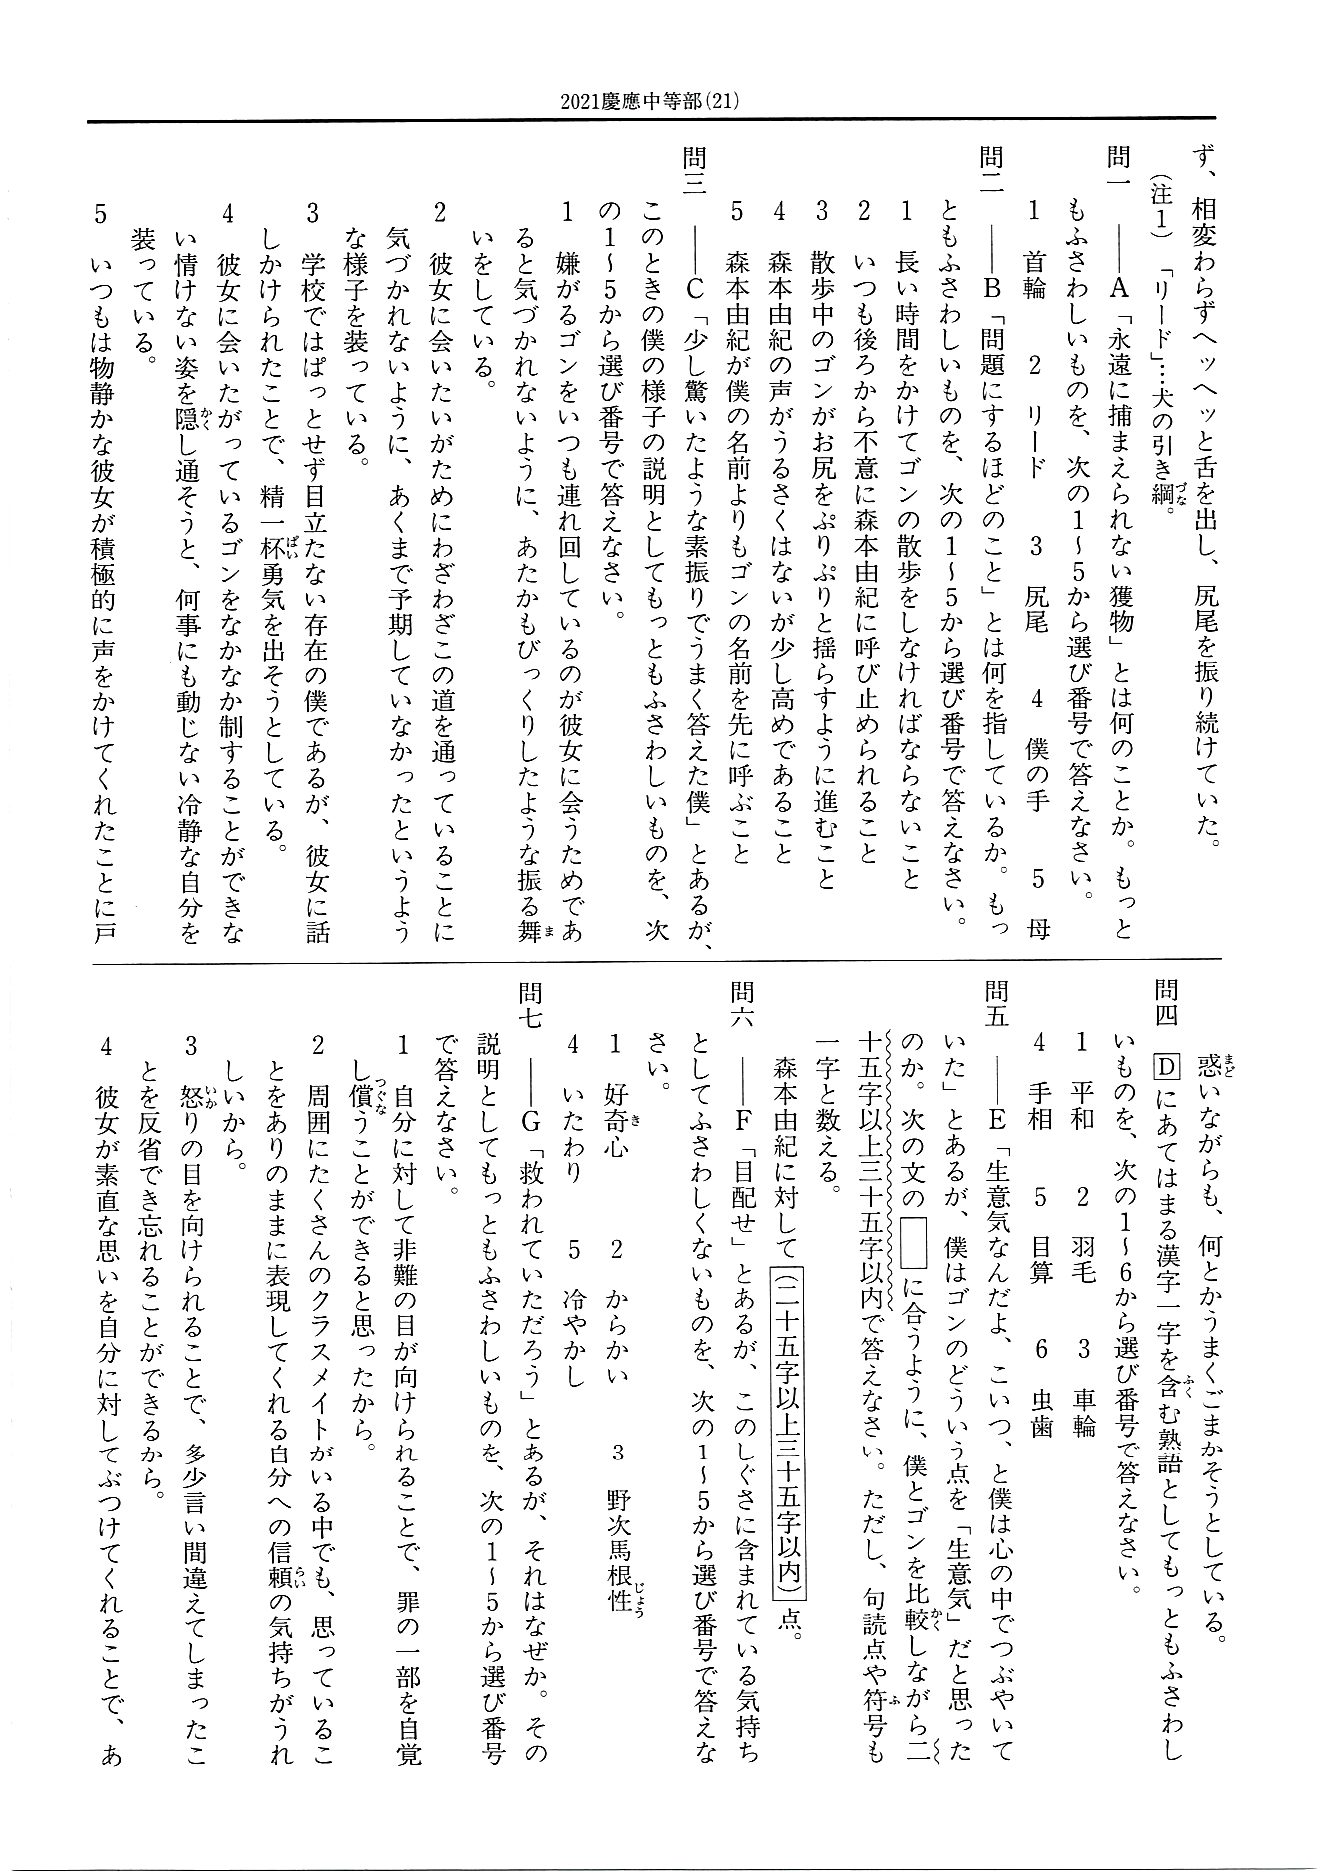 2021慶應中等部(21)
ず、相変わらずヘッヘッと舌を出し、尻尾を振り続けていた。
（注１）「リード」…犬の引き綱づな。
問一　――A「永遠に捕まえられない獲物」とは何のことか。もっと
もふさわしいものを、次の1～5から選び番号で答えなさい。
1　首輪　2　リード　3　尻尾　4　僕の手　5　母
問二　――B「問題にするほどのこと」とは何を指しているか。もっ
ともふさわしいものを、次の1～5から選び番号で答えなさい。
1　長い時間をかけてゴンの散歩をしなければならないこと
2　いつも後ろから不意に森本由紀に呼び止められること
3　散歩中のゴンがお尻をぷりぷりと揺らすように進むこと
4　森本由紀の声がうるさくはないが少し高めであること
5　森本由紀が僕の名前よりもゴンの名前を先に呼ぶこと
問三　――C「少し驚いたような素振りでうまく答えた僕」とあるが、
このときの僕の様子の説明としてもっともふさわしいものを、次
の1～5から選び番号で答えなさい。
1　嫌がるゴンをいつも連れ回しているのが彼女に会うためであ
ると気づかれないように、あたかもびっくりしたような振る舞ま
いをしている。
2　彼女に会いたいがためにわざわざこの道を通っていることに
気づかれないように、あくまで予期していなかったというよう
な様子を装っている。
3　学校ではぱっとせず目立たない存在の僕であるが、彼女に話
しかけられたことで、精一杯ぱい勇気を出そうとしている。
4　彼女に会いたがっているゴンをなかなか制することができな
い情けない姿を隠かくし通そうと、何事にも動じない冷静な自分を
装っている。
5　いつもは物静かな彼女が積極的に声をかけてくれたことに戸
惑まどいながらも、何とかうまくごまかそうとしている。
問四　Dにあてはまる漢字一字を含ふくむ熟語としてもっともふさわし
いものを、次の1～6から選び番号で答えなさい。
1　平和　2　羽毛　3　車輪
4　手相　5　目算　6　虫歯
問五　――E「生意気なんだよ、こいつ、と僕は心の中でつぶやいて
いた」とあるが、僕はゴンのどういう点を「生意気」だと思った
のか。次の文の□に合うように、僕とゴンを比較かくしながら二
十五字以上三十五字以内で答えなさい。ただし、句読点や符ふ号も
一字と数える。
森本由紀に対して（二十五字以上三十五字以内）点。
問六　――F「目配せ」とあるが、このしぐさに含まれている気持ち
としてふさわしくないものを、次の1～5から選び番号で答えな
さい。
1　好奇き心　2　からかい　3　野次馬根性じょう
4　いたわり　5　冷やかし
問七　――G「救われていただろう」とあるが、それはなぜか。その
説明としてもっともふさわしいものを、次の1～5から選び番号
で答えなさい。
1　自分に対して非難の目が向けられることで、罪の一部を自覚
し償つぐなうことができると思ったから。
2　周囲にたくさんのクラスメイトがいる中でも、思っているこ
とをありのままに表現してくれる自分への信頼らいの気持ちがうれ
しいから。
3　怒いかりの目を向けられることで、多少言い間違えてしまったこ
とを反省でき忘れることができるから。
4　彼女が素直な思いを自分に対してぶつけてくれることで、あ